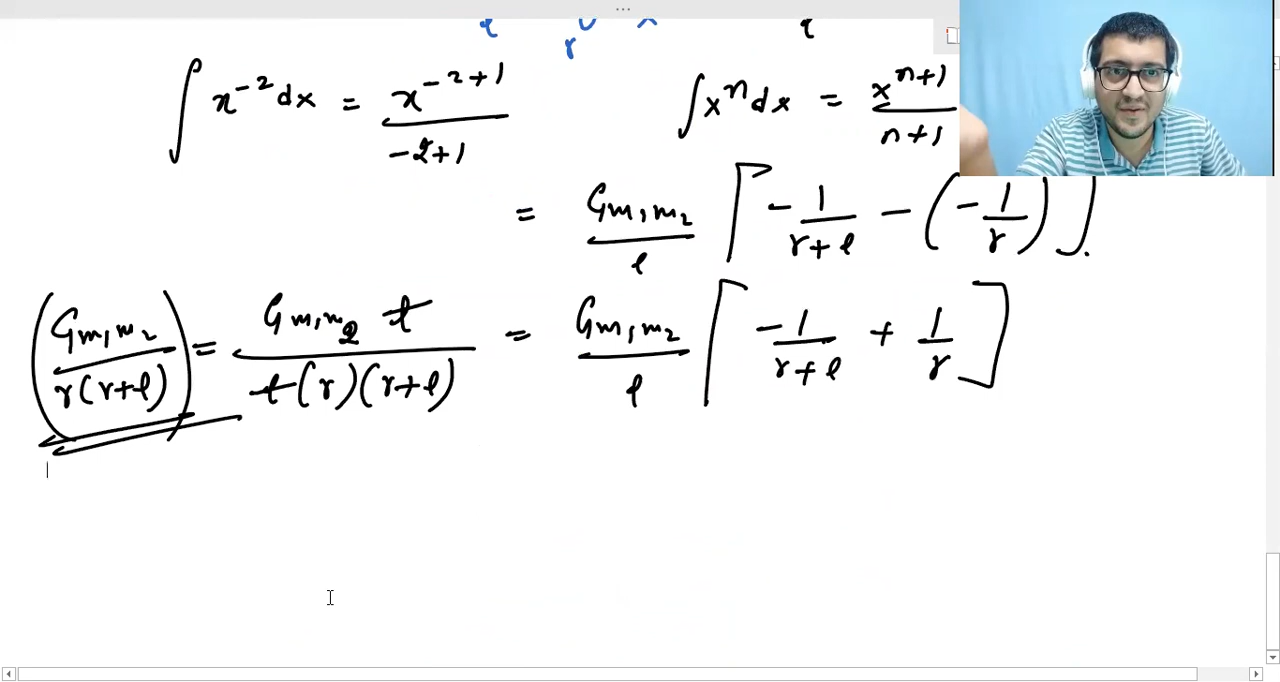 ∫ x⁻² dx = x⁻²⁺¹ / (-2+1)    ∫ xⁿ dx = xⁿ⁺¹ / (n+1)
= Gm₁m₂ / l [ -1/(r+l) - ( -1/r ) ] .
( Gm₁m₂ / r(r+l) ) = Gm₁m₂ l / l(r)(r+l) = Gm₁m₂ / l [ -1/(r+l) + 1/r ]